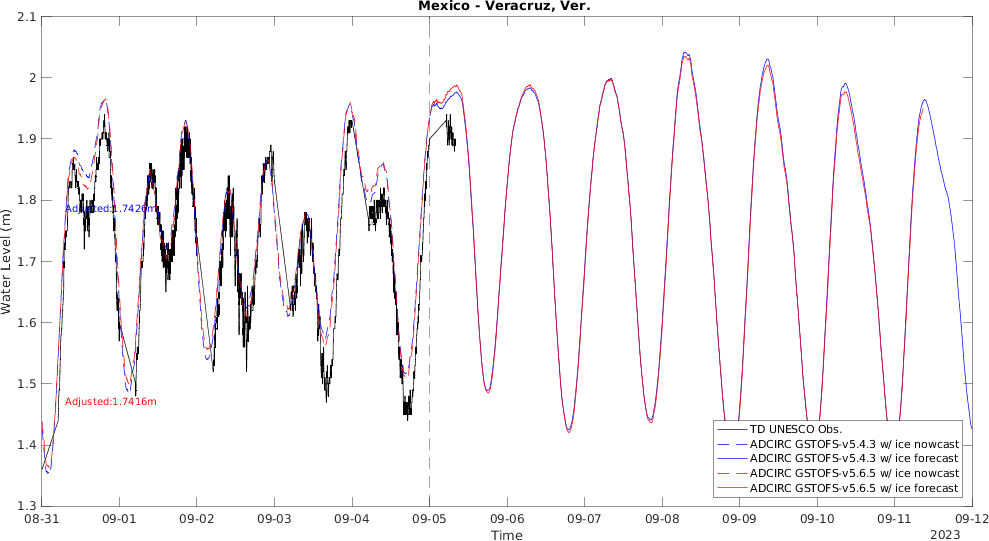 Mexico - Veracruz, Ver.
Water Level (m)
2.1
2
1.9
1.8
1.7
1.6
1.5
1.4
1.3
Adjusted:1.7426m
Adjusted:1.7416m
TD UNESCO Obs.
ADCIRC GSTOFS-v5.4.3 w/ ice nowcast
ADCIRC GSTOFS-v5.4.3 w/ ice forecast
ADCIRC GSTOFS-v5.6.5 w/ ice nowcast
ADCIRC GSTOFS-v5.6.5 w/ ice forecast
08-31 09-01 09-02 09-03 09-04 09-05 09-06 09-07 09-08 09-09 09-10 09-11 09-12
Time
2023